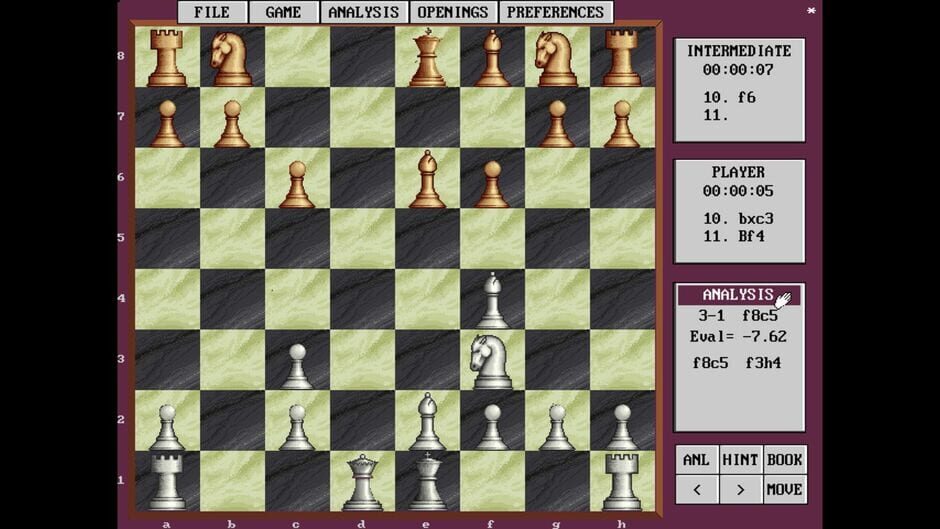 FILE GAME ANALYSIS OPENINGS PREFERENCES
*
8
7
6
5
4
3
2
1
a b c d e f g h
INTERMEDIATE
00:00:07
10. f6
11.
PLAYER
00:00:05
10. bxc3
11. Bf4
ANALYSIS
3-1 f8c5
Eval= -7.62
f8c5 f3h4
ANL HINT BOOK
< > MOVE